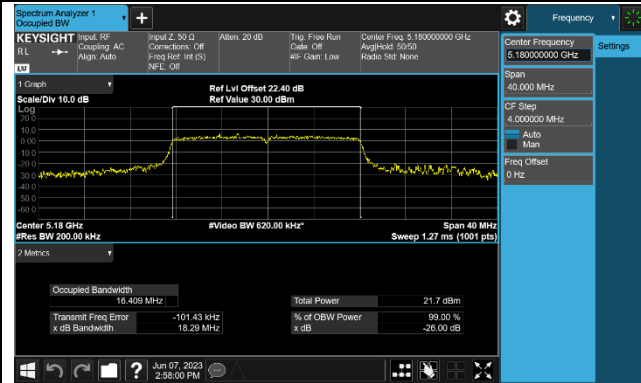 Spectrum Analyzer 1
Occupied BW
Frequency
KEYSIGHT
RL
LXI
Input: RF
Coupling: AC
Align: Auto
Input Z: 50 Ω
Corrections: Off
Freq Ref: Int (S)
NFE: Off
Atten: 20 dB
Trig: Free Run
Gate: Off
#IF Gain: Low
Center Freq: 5.180000000 GHz
Avg|Hold: 50/50
Radio Std: None
Center Frequency
5.180000000 GHz
Settings
Span
40.000 MHz
CF Step
4.000000 MHz
Auto
Man
Freq Offset
0 Hz
1 Graph
Scale/Div 10.0 dB
Ref Lvl Offset 22.40 dB
Ref Value 30.00 dBm
Log
20.0
10.0
0.00
-10.0
-20.0
-30.0
-40.0
-50.0
-60.0
Center 5.18 GHz
#Video BW 620.00 kHz*
Span 40 MHz
#Res BW 200.00 kHz
Sweep 1.27 ms (1001 pts)
2 Metrics
Occupied Bandwidth
16.409 MHz
Total Power
21.7 dBm
Transmit Freq Error
-101.43 kHz
% of OBW Power
99.00 %
x dB Bandwidth
18.29 MHz
x dB
-26.00 dB
?
Jun 07, 2023
2:58:00 PM